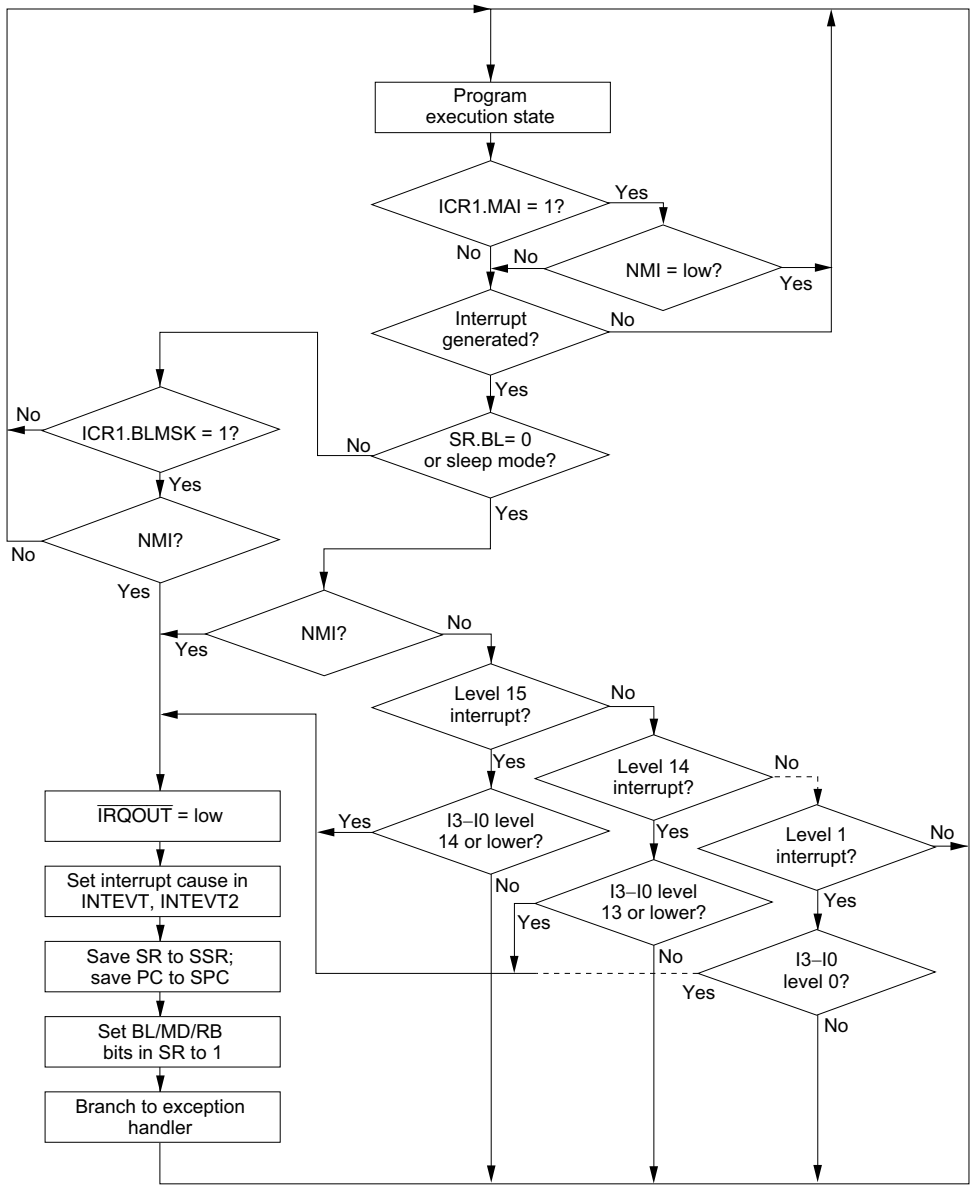 Program
execution state
ICR1.MAI = 1?
Yes
No
No
NMI = low?
Yes
Interrupt
generated?
No
Yes
ICR1.BLMSK = 1?
No
Yes
SR.BL= 0
or sleep mode?
No
Yes
NMI?
No
Yes
NMI?
Yes
No
Level 15
interrupt?
No
Yes
Level 14
interrupt?
No
Yes
Level 1
interrupt?
No
Yes
I3–I0 level
14 or lower?
Yes
No
I3–I0 level
13 or lower?
Yes
No
I3–I0
level 0?
Yes
No
IRQOUT = low
Set interrupt cause in
INTEVT, INTEVT2
Save SR to SSR;
save PC to SPC
Set BL/MD/RB
bits in SR to 1
Branch to exception
handler